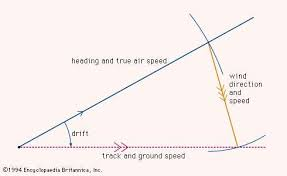 heading and true air speed
wind
direction
and
speed
drift
track and ground speed
©1994 Encyclopaedia Britannica, Inc.